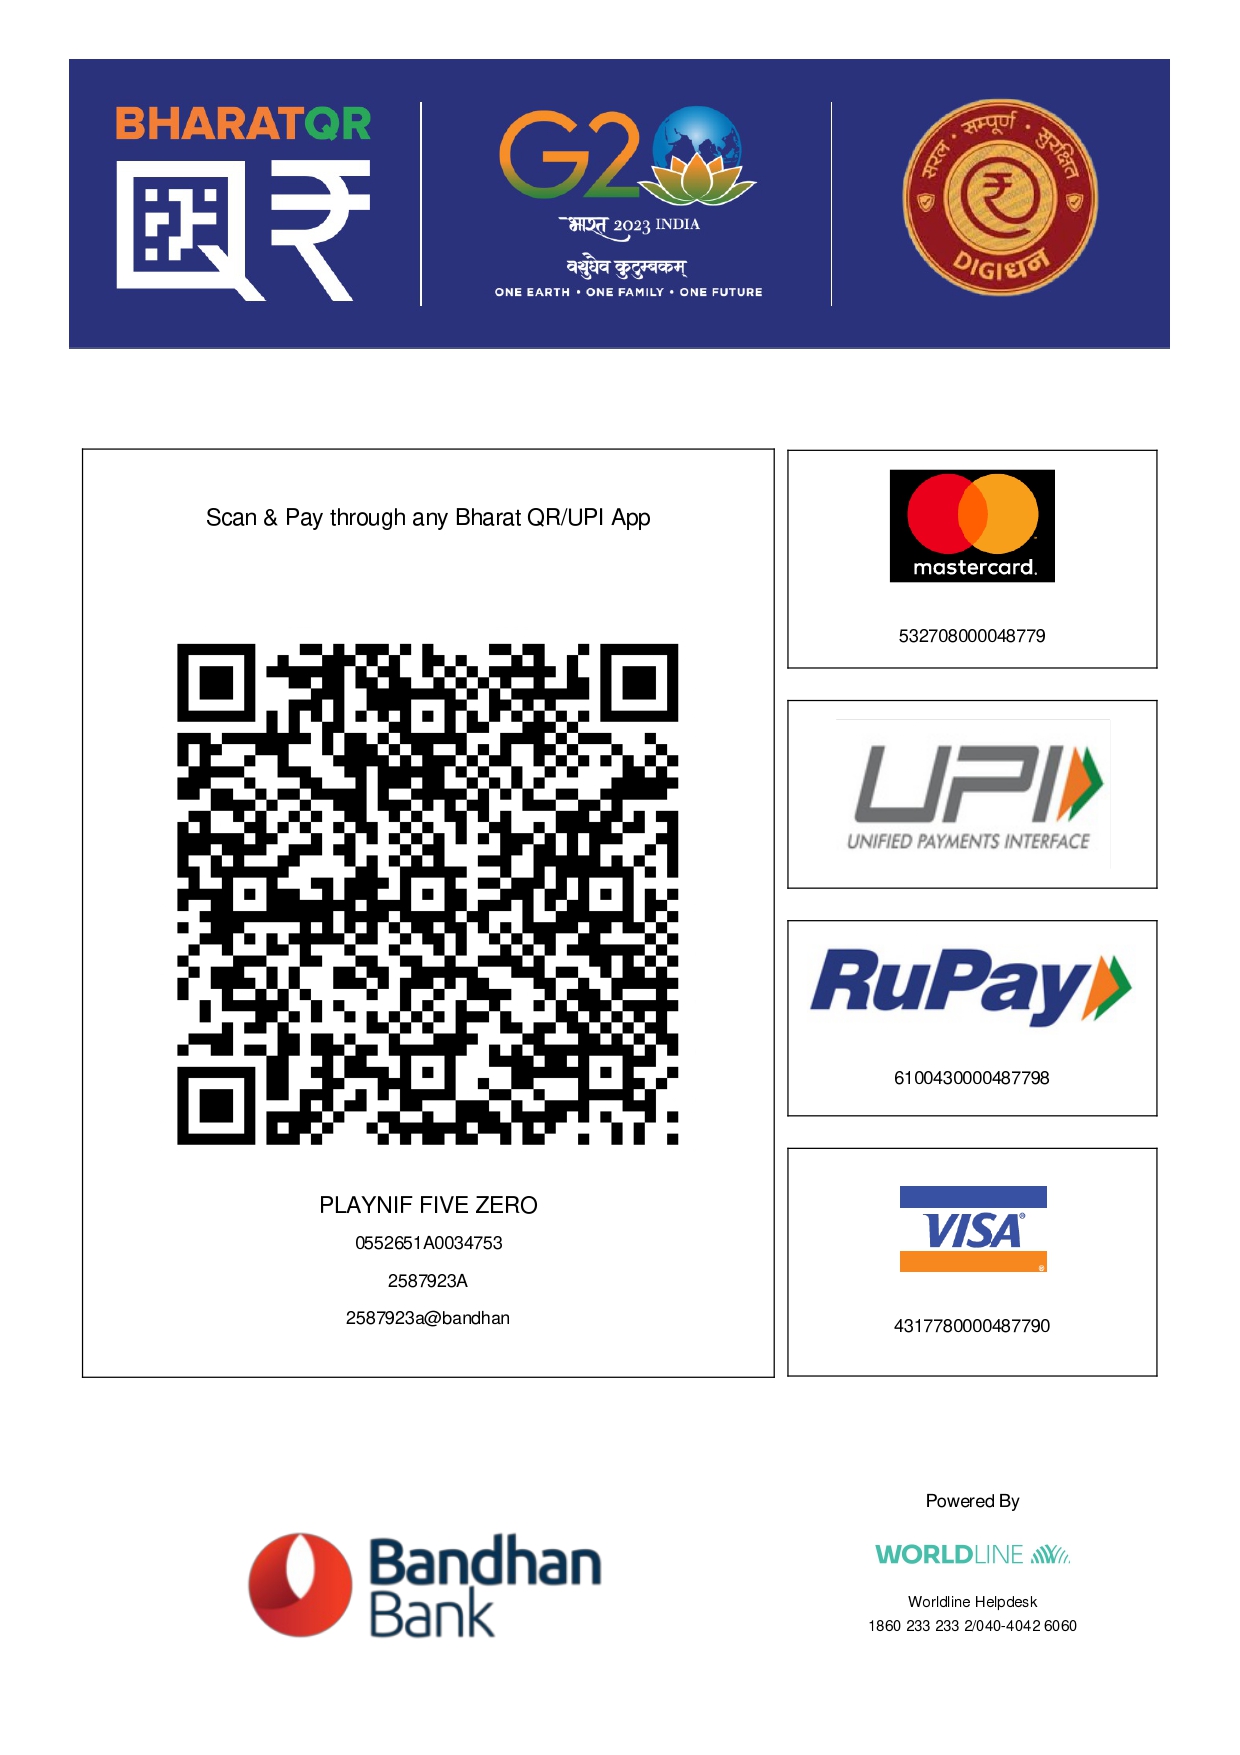 BHARATQR
G20
भारत 2023 INDIA
वसुधैव कुटुम्बकम्
ONE EARTH • ONE FAMILY • ONE FUTURE
सरल • सम्पूर्ण • सुरक्षित
DIGIधन
Scan & Pay through any Bharat QR/UPI App
PLAYNIF FIVE ZERO
0552651A0034753
2587923A
2587923a@bandhan
mastercard.
532708000048779
UPI
UNIFIED PAYMENTS INTERFACE
RuPay
6100430000487798
VISA
4317780000487790
Bandhan
Bank
Powered By
WORLDLINE
Worldline Helpdesk
1860 233 233 2/040-4042 6060